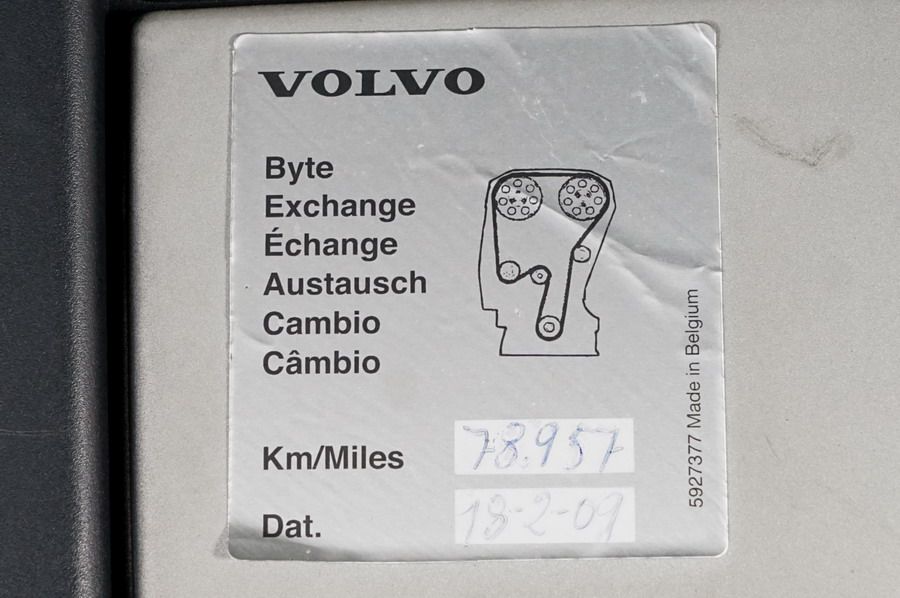 VOLVO
Byte
Exchange
Échange
Austausch
Cambio
Câmbio
Km/Miles 78.957
Dat. 18-2-09
5927377 Made in Belgium